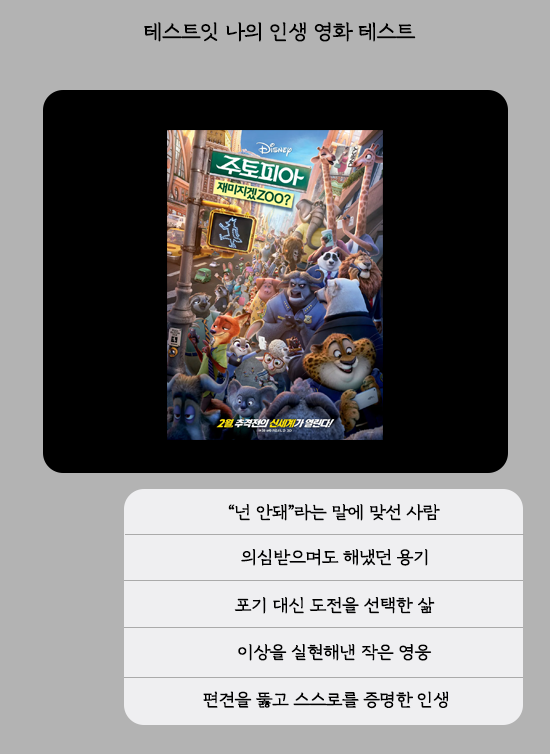 테스트잇 나의 인생 영화 테스트
Disney
주토피아
재미지겠ZOO?
2월, 추격전의 신세계가 열린다!
“넌 안돼”라는 말에 맞선 사람
의심받으며도 해냈던 용기
포기 대신 도전을 선택한 삶
이상을 실현해낸 작은 영웅
편견을 뚫고 스스로를 증명한 인생